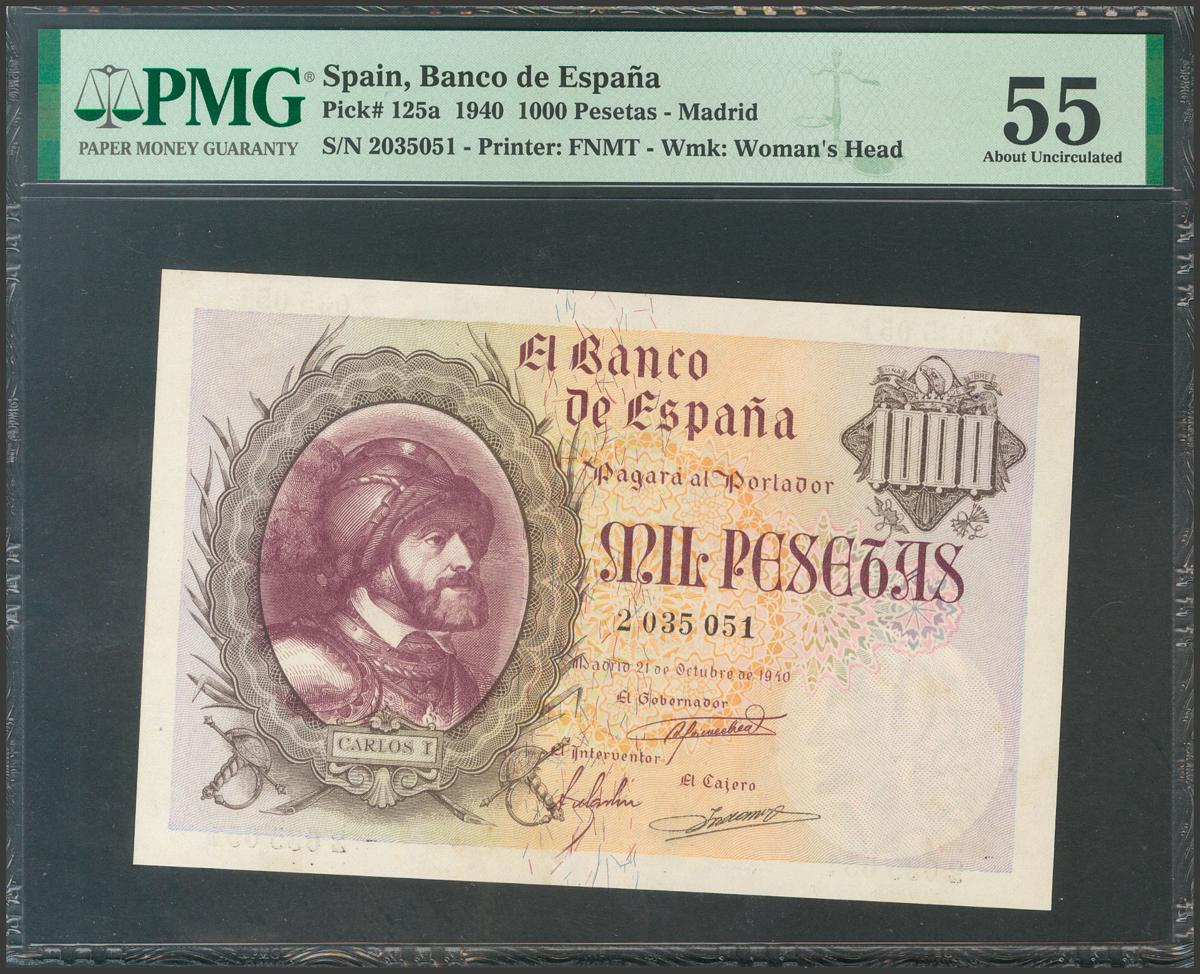 PMG®
PAPER MONEY GUARANTY
Spain, Banco de España
Pick# 125a 1940 1000 Pesetas - Madrid
S/N 2035051 - Printer: FNMT - Wmk: Woman's Head
55
About Uncirculated
El Banco
de España
Pagará al Portador
MIL PESETAS
2 035 051
Madrid 21 de Octubre de 1940
El Gobernador
El Interventor
El Cajero
CARLOS I
UNA
LIBRE
1000